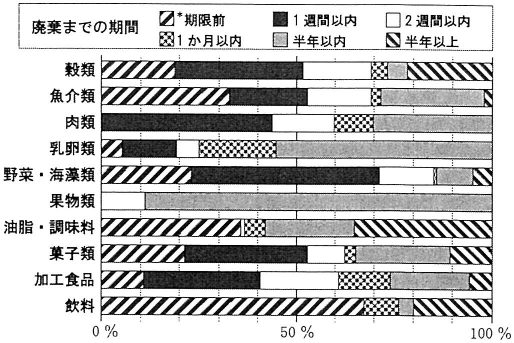 廃棄までの期間
*期限前 1週間以内 2週間以内
1か月以内 半年以内 半年以上
穀類
魚介類
肉類
乳卵類
野菜・海藻類
果物類
油脂・調味料
菓子類
加工食品
飲料
0 % 50 % 100 %